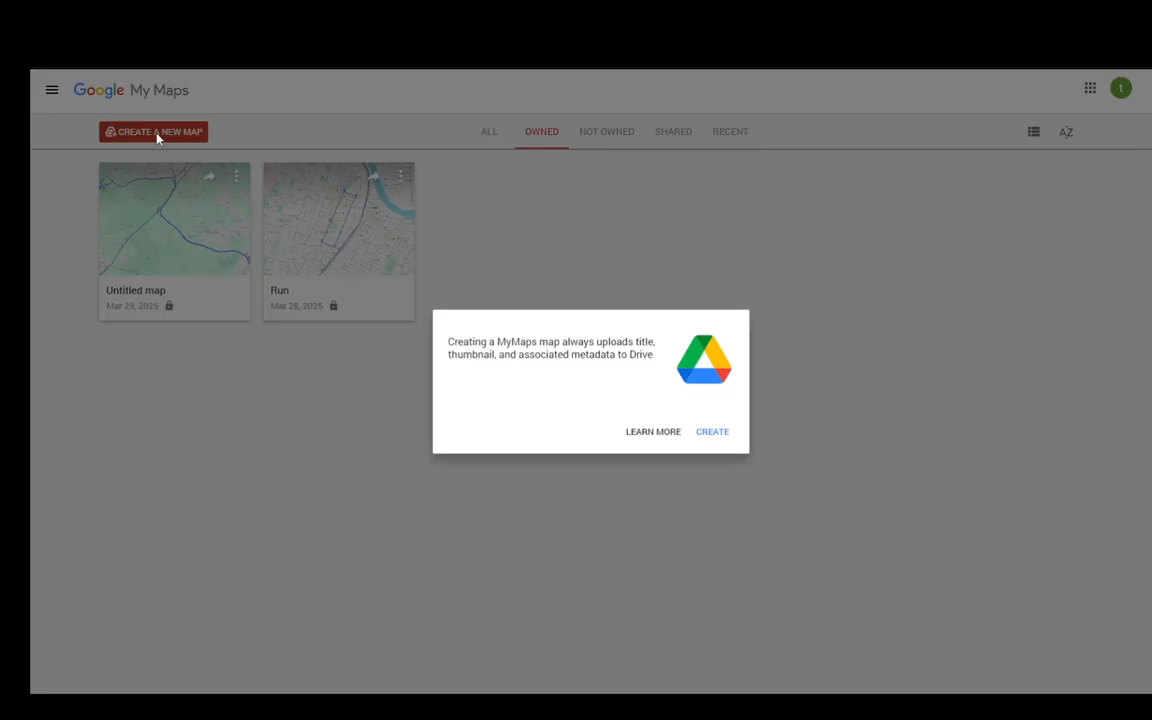 Google My Maps
t
CREATE A NEW MAP
ALL OWNED NOT OWNED SHARED RECENT
AZ
Untitled map
Mar 29, 2025
Run
Mar 28, 2025
Creating a MyMaps map always uploads title,
thumbnail, and associated metadata to Drive
LEARN MORE CREATE